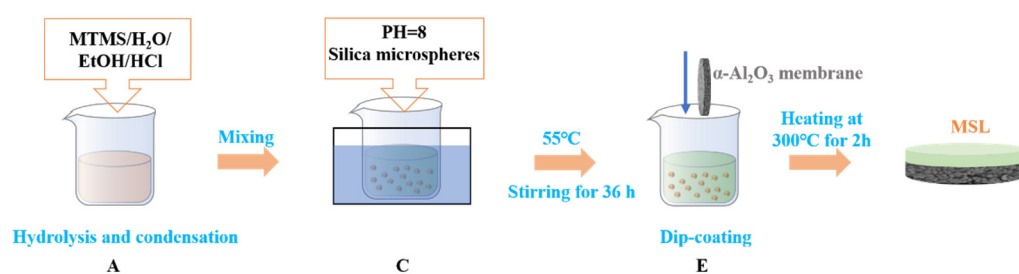 MTMS/H₂O/
EtOH/HCl
PH=8
Silica microspheres
α-Al₂O₃ membrane
Mixing
55℃
Stirring for 36 h
Heating at
300℃ for 2h
MSL
Hydrolysis and condensation
Dip-coating
A
C
E